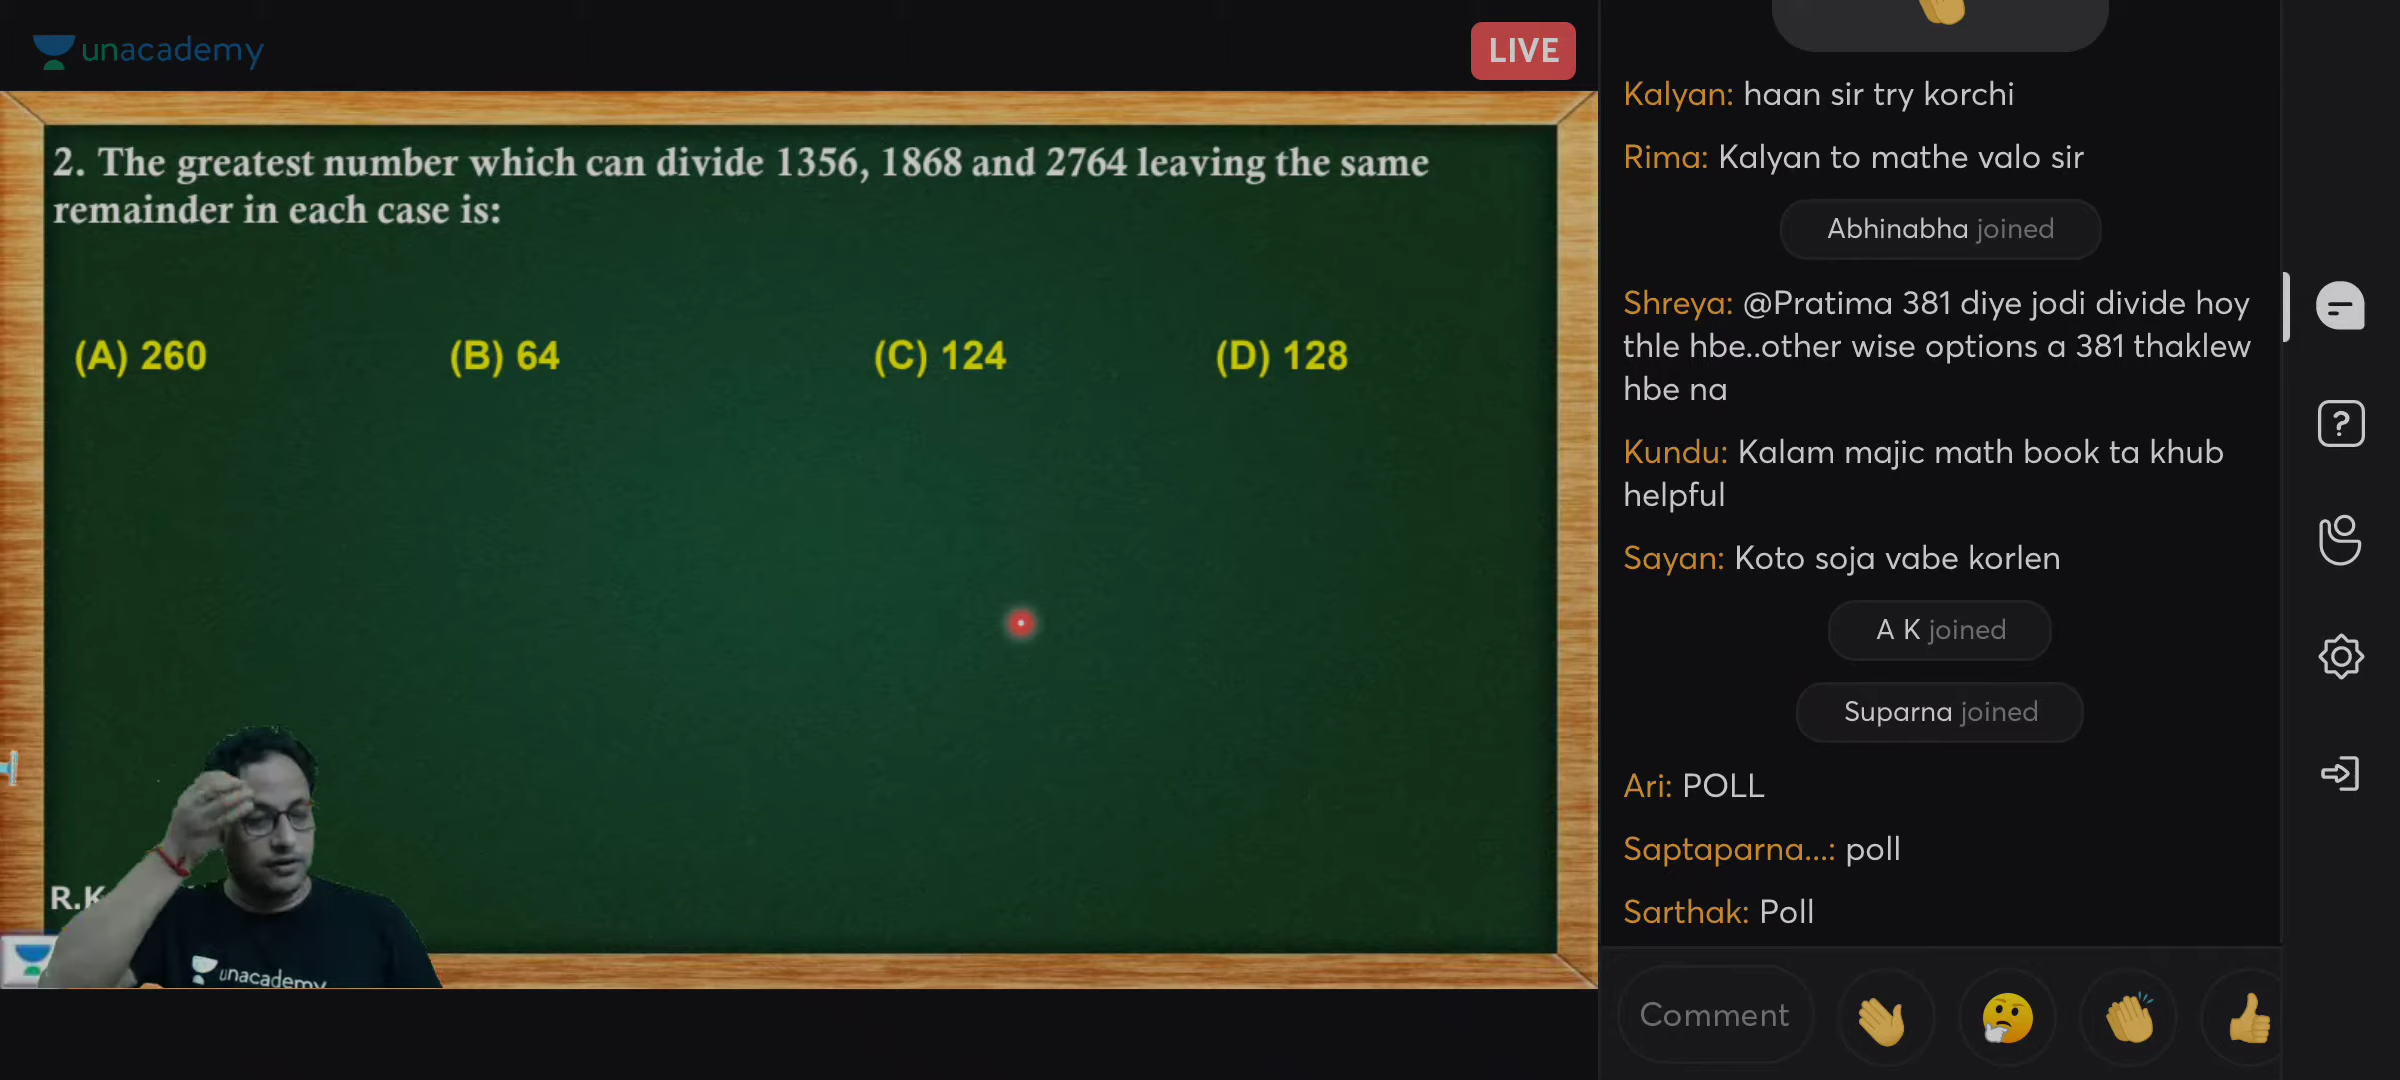 unacademy
LIVE
2. The greatest number which can divide 1356, 1868 and 2764 leaving the same
remainder in each case is:
(A) 260 (B) 64 (C) 124 (D) 128
unacademy
Kalyan: haan sir try korchi
Rima: Kalyan to mathe valo sir
Abhinabha joined
Shreya: @Pratima 381 diye jodi divide hoy
thle hbe..other wise options a 381 thaklew
hbe na
Kundu: Kalam majic math book ta khub
helpful
Sayan: Koto soja vabe korlen
A K joined
Suparna joined
Ari: POLL
Saptaparna...: poll
Sarthak: Poll
Comment